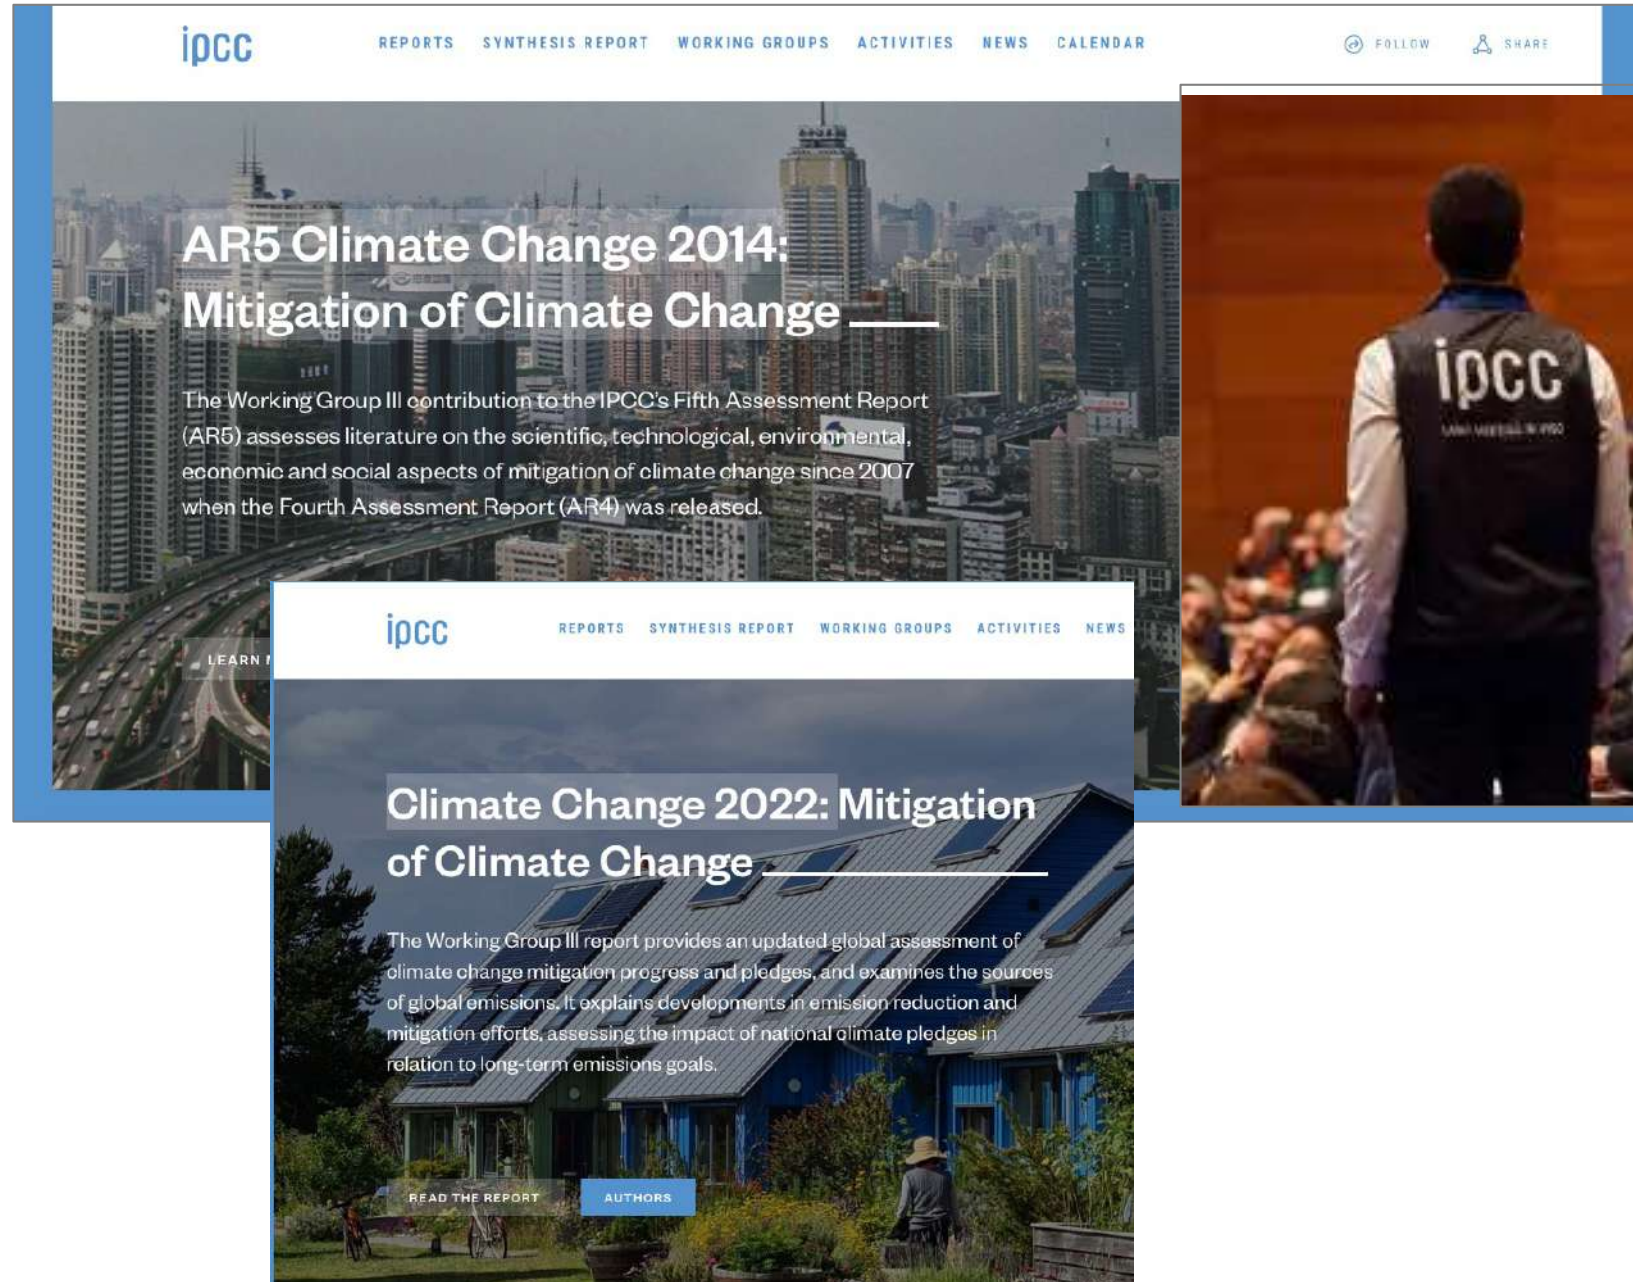 ipcc
REPORTS SYNTHESIS REPORT WORKING GROUPS ACTIVITIES NEWS CALENDAR
FOLLOW SHARE
AR5 Climate Change 2014:
Mitigation of Climate Change
The Working Group III contribution to the IPCC's Fifth Assessment Report
(AR5) assesses literature on the scientific, technological, environmental,
economic and social aspects of mitigation of climate change since 2007
when the Fourth Assessment Report (AR4) was released.
LEARN
ipcc
ipcc
REPORTS SYNTHESIS REPORT WORKING GROUPS ACTIVITIES NEWS
Climate Change 2022: Mitigation
of Climate Change
The Working Group III report provides an updated global assessment of
climate change mitigation progress and pledges, and examines the sources
of global emissions. It explains developments in emission reduction and
mitigation efforts, assessing the impact of national climate pledges in
relation to long-term emissions goals.
READ THE REPORT AUTHORS